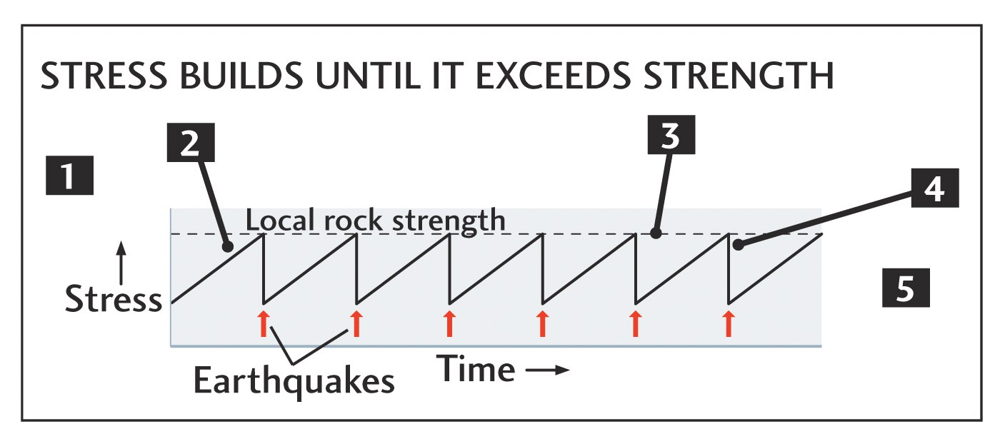 STRESS BUILDS UNTIL IT EXCEEDS STRENGTH
2
3
1
4
Local rock strength
Stress
5
Earthquakes
Time